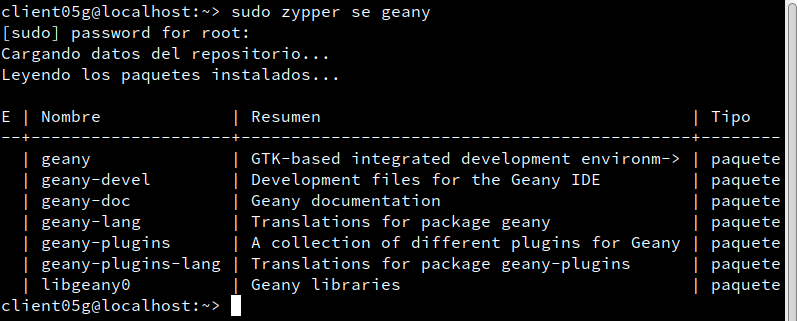 client05g@localhost:~> sudo zypper se geany
[sudo] password for root:
Cargando datos del repositorio...
Leyendo los paquetes instalados...

E | Nombre             | Resumen                                     | Tipo
--+--------------------+---------------------------------------------+--------
  | geany              | GTK-based integrated development environm-> | paquete
  | geany-devel        | Development files for the Geany IDE         | paquete
  | geany-doc          | Geany documentation                         | paquete
  | geany-lang         | Translations for package geany              | paquete
  | geany-plugins      | A collection of different plugins for Geany | paquete
  | geany-plugins-lang | Translations for package geany-plugins      | paquete
  | libgeany0          | Geany libraries                             | paquete
client05g@localhost:~>